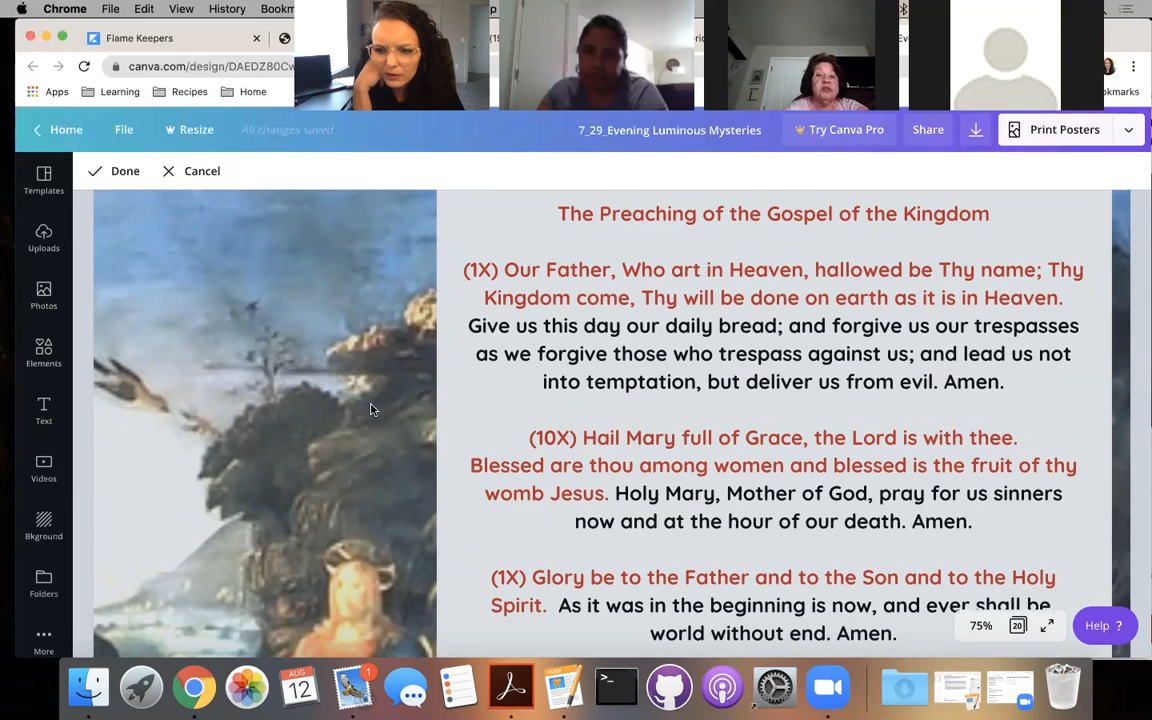 Chrome File Edit View History Bookm
Flame Keepers
canva.com/design/DAEDZ80Cw
Apps Learning Recipes Home
okmarks
Home File Resize All changes saved 7_29_Evening Luminous Mysteries Try Canva Pro Share Print Posters
Done Cancel
Templates
Uploads
Photos
Elements
Text
Videos
Bkground
Folders
More
The Preaching of the Gospel of the Kingdom
(1X) Our Father, Who art in Heaven, hallowed be Thy name; Thy
Kingdom come, Thy will be done on earth as it is in Heaven.
Give us this day our daily bread; and forgive us our trespasses
as we forgive those who trespass against us; and lead us not
into temptation, but deliver us from evil. Amen.
(10X) Hail Mary full of Grace, the Lord is with thee.
Blessed are thou among women and blessed is the fruit of thy
womb Jesus. Holy Mary, Mother of God, pray for us sinners
now and at the hour of our death. Amen.
(1X) Glory be to the Father and to the Son and to the Holy
Spirit. As it was in the beginning is now, and ever shall be
world without end. Amen.
75% 20 Help ?
AUG
12
1
>_